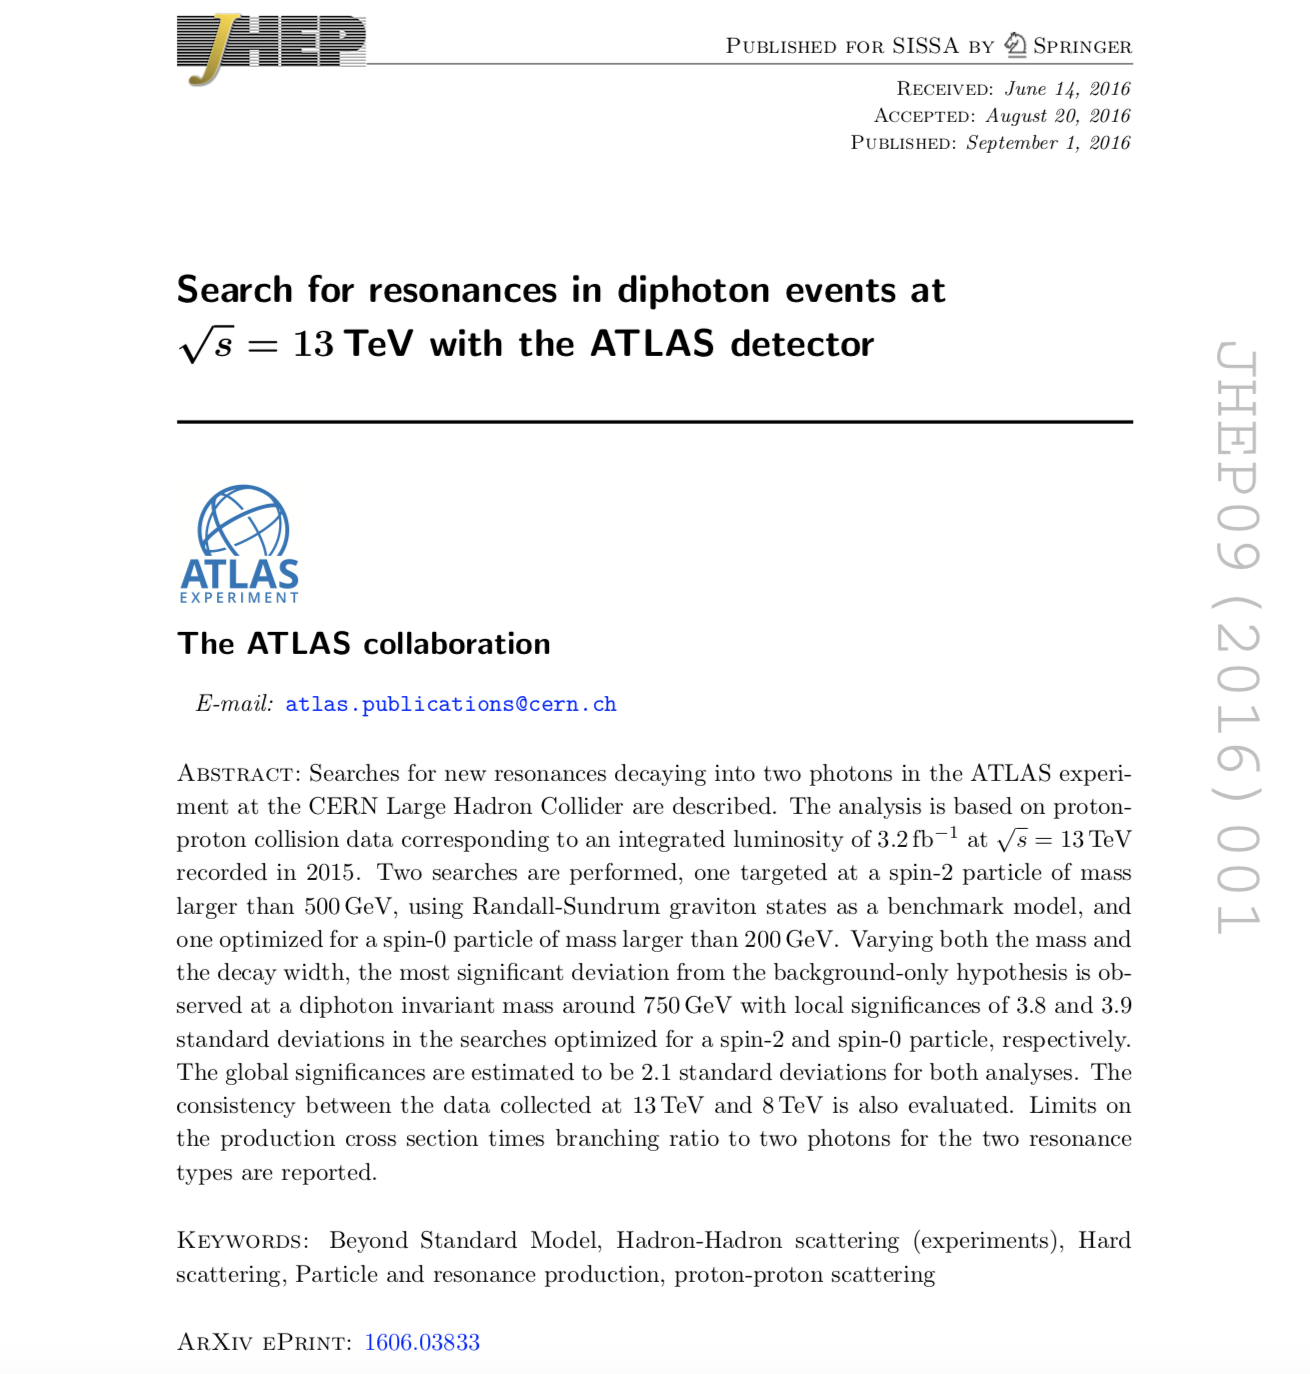 JHEP
PUBLISHED FOR SISSA BY SPRINGER
RECEIVED: June 14, 2016
ACCEPTED: August 20, 2016
PUBLISHED: September 1, 2016
Search for resonances in diphoton events at
√s = 13 TeV with the ATLAS detector
ATLAS
EXPERIMENT
The ATLAS collaboration
E-mail: atlas.publications@cern.ch
ABSTRACT: Searches for new resonances decaying into two photons in the ATLAS experi-
ment at the CERN Large Hadron Collider are described. The analysis is based on proton-
proton collision data corresponding to an integrated luminosity of 3.2 fb⁻¹ at √s = 13 TeV
recorded in 2015. Two searches are performed, one targeted at a spin-2 particle of mass
larger than 500 GeV, using Randall-Sundrum graviton states as a benchmark model, and
one optimized for a spin-0 particle of mass larger than 200 GeV. Varying both the mass and
the decay width, the most significant deviation from the background-only hypothesis is ob-
served at a diphoton invariant mass around 750 GeV with local significances of 3.8 and 3.9
standard deviations in the searches optimized for a spin-2 and spin-0 particle, respectively.
The global significances are estimated to be 2.1 standard deviations for both analyses. The
consistency between the data collected at 13 TeV and 8 TeV is also evaluated. Limits on
the production cross section times branching ratio to two photons for the two resonance
types are reported.
KEYWORDS: Beyond Standard Model, Hadron-Hadron scattering (experiments), Hard
scattering, Particle and resonance production, proton-proton scattering
ARXIV EPRINT: 1606.03833
JHEP09(2016)001